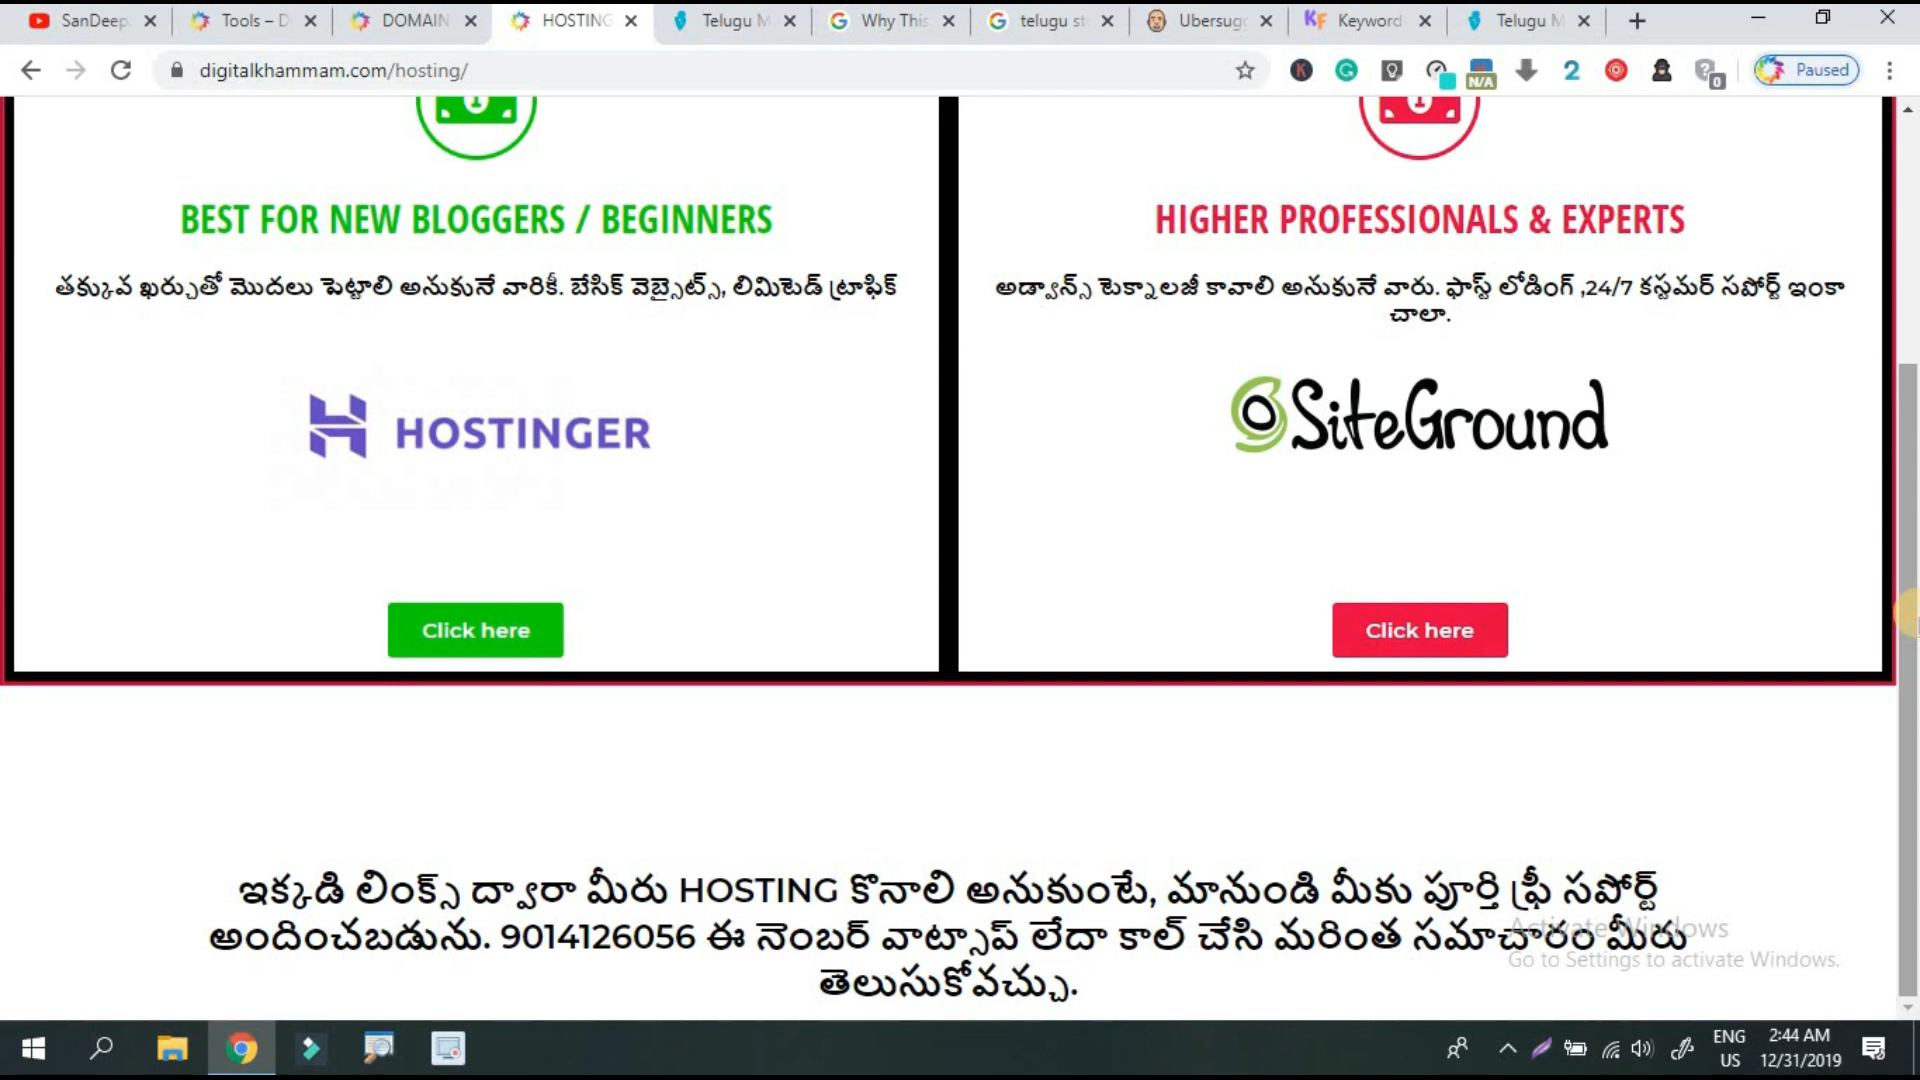 SanDeep
Tools – D
DOMAIN
HOSTING
Telugu M
Why This
telugu st
Ubersugg
Keyword
Telugu M
digitalkhammam.com/hosting/
N/A
2
0
Paused
BEST FOR NEW BLOGGERS / BEGINNERS
తక్కువ ఖర్చుతో మొదలు పెట్టాలి అనుకునే వారికీ. బేసిక్ వెబ్సైట్స్, లిమిటెడ్ ట్రాఫిక్
HOSTINGER
Click here
HIGHER PROFESSIONALS & EXPERTS
అడ్వాన్స్ టెక్నాలజీ కావాలి అనుకునే వారు. ఫాస్ట్ లోడింగ్ ,24/7 కస్టమర్ సపోర్ట్ ఇంకా
చాలా.
SiteGround
Click here
ఇక్కడి లింక్స్ ద్వారా మీరు HOSTING కొనాలి అనుకుంటే, మానుండి మీకు పూర్తి ఫ్రీ సపోర్ట్
అందించబడును. 9014126056 ఈ నెంబర్ వాట్సాప్ లేదా కాల్ చేసి మరింత సమాచారం మీరు
తెలుసుకోవచ్చు.
Activate Windows
Go to Settings to activate Windows.
ENG
US
2:44 AM
12/31/2019